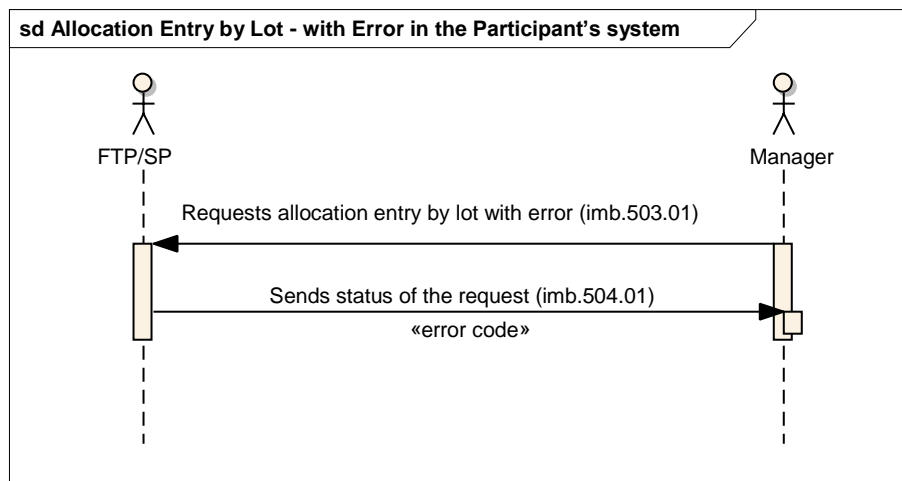 sd Allocation Entry by Lot - with Error in the Participant's system
FTP/SP
Manager
Requests allocation entry by lot with error (imb.503.01)
Sends status of the request (imb.504.01)
«error code»